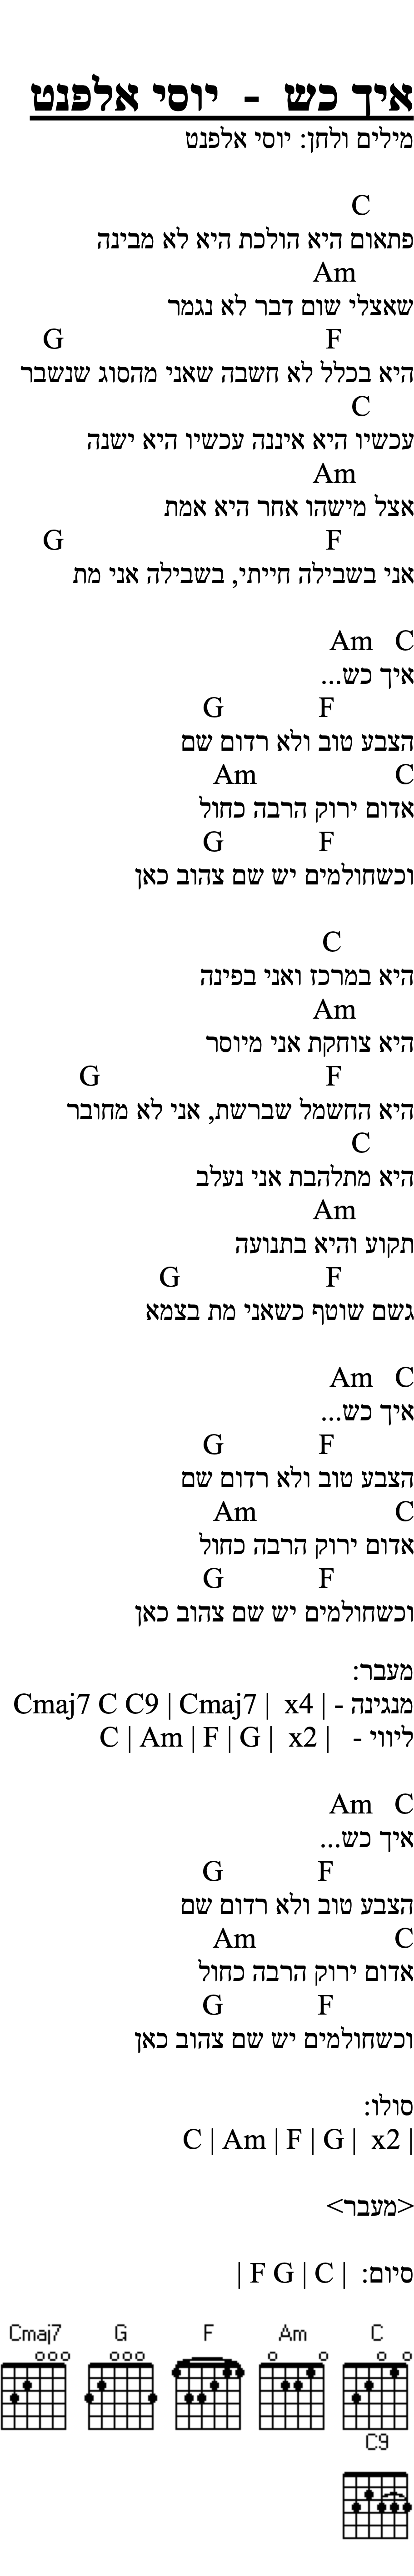 איך כש - יוסי אלפנט
מילים ולחן: יוסי אלפנט
C
פתאום היא הולכת היא לא מבינה
Am
שאצלי שום דבר לא נגמר
F G
היא בכלל לא חשבה שאני מהסוג שנשבר
C
עכשיו היא איננה עכשיו היא ישנה
Am
אצל מישהו אחר היא אמת
F G
אני בשבילה חייתי, בשבילה אני מת
C Am
איך כש...
F G
הצבע טוב ולא רדום שם
C Am
אדום ירוק הרבה כחול
F G
וכשחולמים יש שם צהוב כאן
C
היא במרכז ואני בפינה
Am
היא צוחקת אני מיוסר
F G
היא החשמל שברשת, אני לא מחובר
C
היא מתלהבת אני נעלב
Am
תקוע והיא בתנועה
F G
גשם שוטף כשאני מת בצמא
C Am
איך כש...
F G
הצבע טוב ולא רדום שם
C Am
אדום ירוק הרבה כחול
F G
וכשחולמים יש שם צהוב כאן
מעבר:
מנגינה - | Cmaj7 C C9 | Cmaj7 | x4
ליווי - | C | Am | F | G | x2
C Am
איך כש...
F G
הצבע טוב ולא רדום שם
C Am
אדום ירוק הרבה כחול
F G
וכשחולמים יש שם צהוב כאן
סולו:
C | Am | F | G | x2 |
<מעבר>
סיום: | F G | C |
Cmaj7 G F Am C
C9